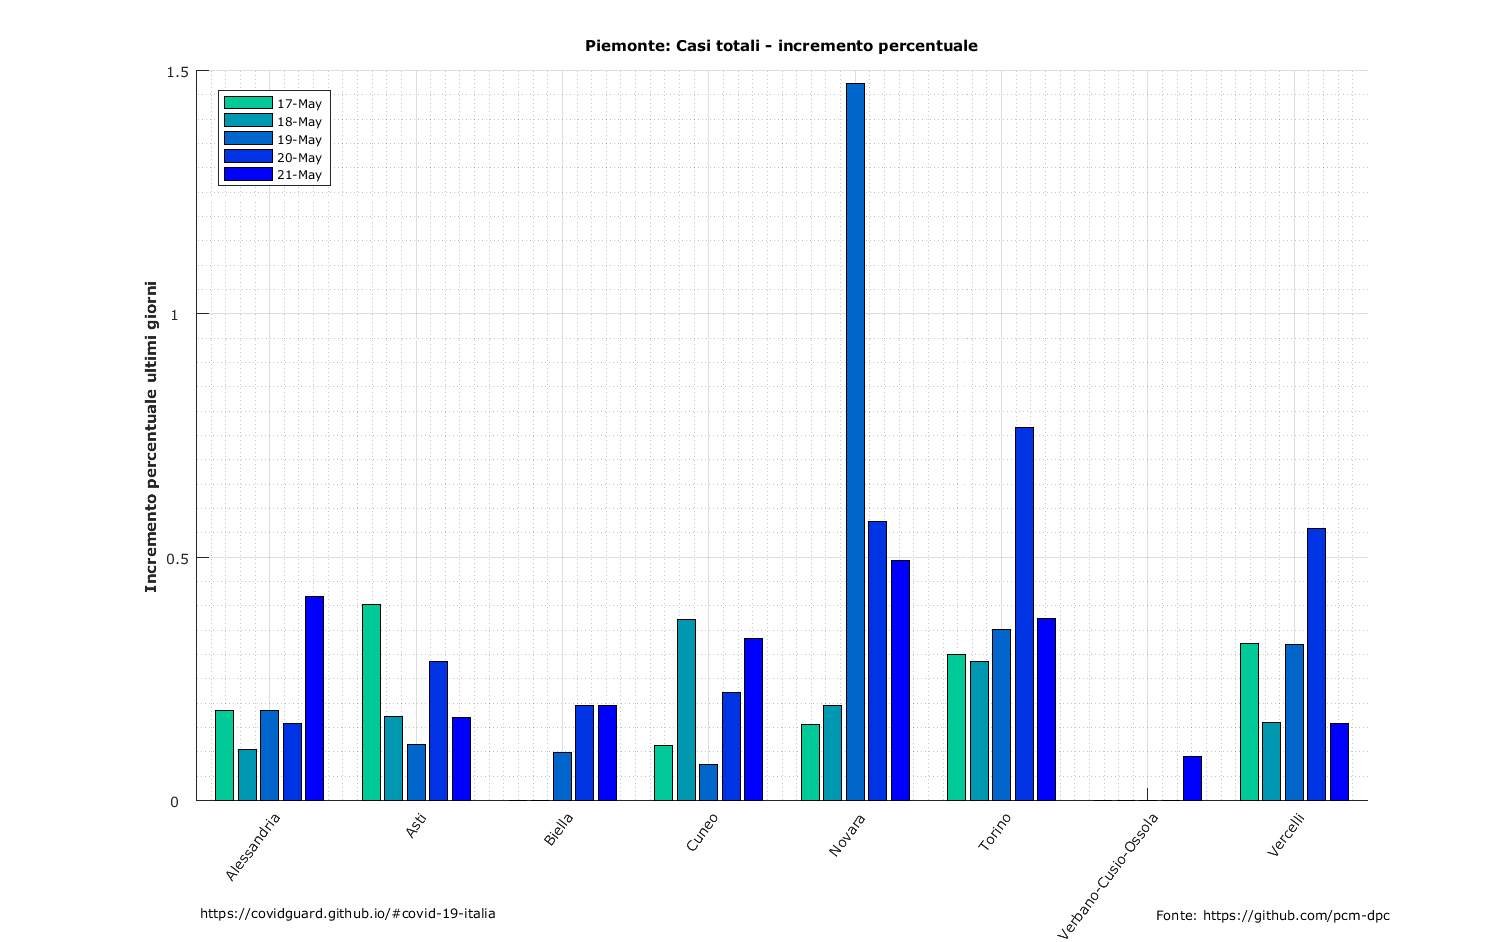 Piemonte: Casi totali - incremento percentuale
Incremento percentuale ultimi giorni
1.5
1
0.5
0
17-May
18-May
19-May
20-May
21-May
Alessandria
Asti
Biella
Cuneo
Novara
Torino
Verbano-Cusio-Ossola
Vercelli
https://covidguard.github.io/#covid-19-italia
Fonte: https://github.com/pcm-dpc